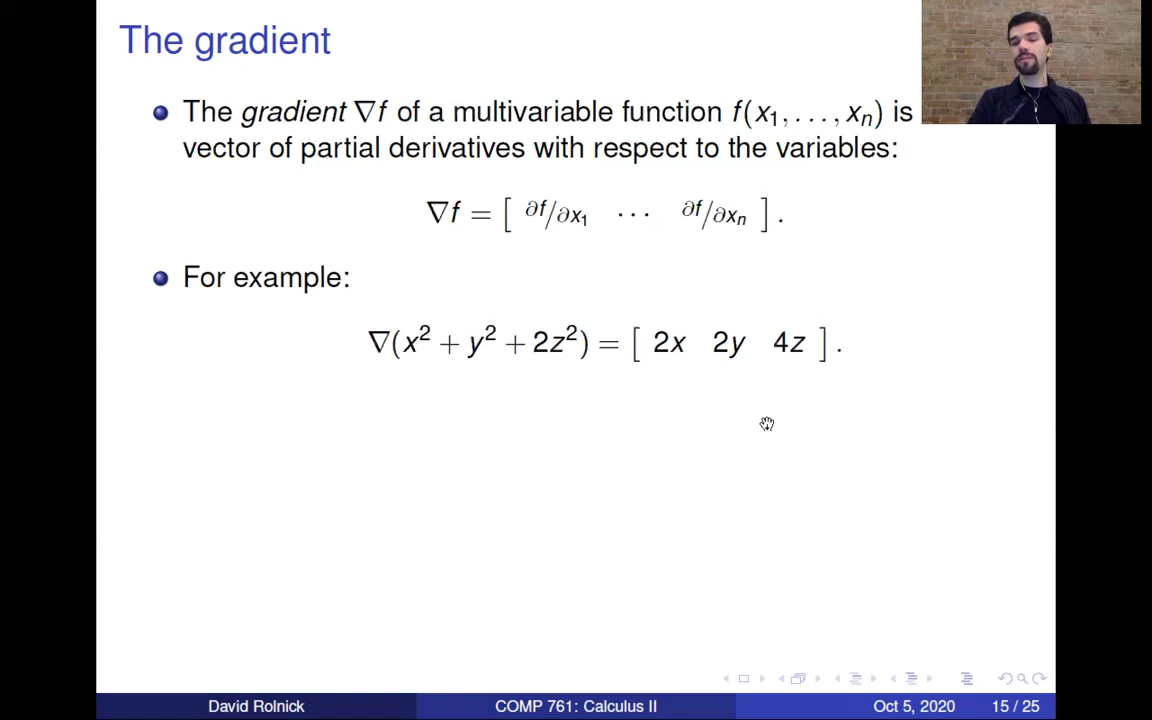 The gradient
The gradient ∇f of a multivariable function f(x₁, . . . , xₙ) is
vector of partial derivatives with respect to the variables:
∇f = [ ∂f/∂x₁ · · · ∂f/∂xₙ ] .
For example:
∇(x² + y² + 2z²) = [ 2x 2y 4z ] .
David Rolnick COMP 761: Calculus II Oct 5, 2020 15 / 25